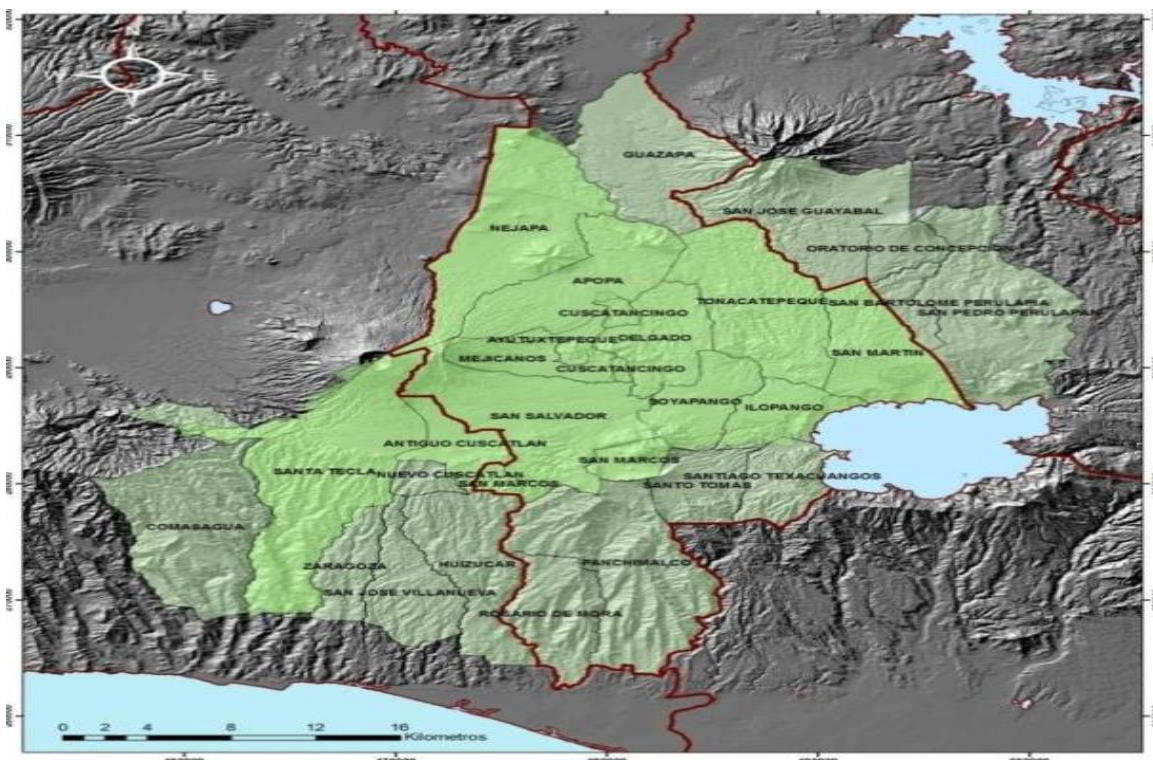 N
E
S
GUAZAPA
SAN JOSE GUAYABAL
NEJAPA
ORATORIO DE CONCEPCION
APOPA
TONACATEPEQUE
SAN BARTOLOME PERULAPIA
CUSCATANCINGO
SAN PEDRO PERULAPAN
AYUTUXTEPEQUE
DELGADO
MEJICANOS
SAN MARTIN
CUSCATANCINGO
SOYAPANGO
ILOPANGO
SAN SALVADOR
ANTIGUO CUSCATLAN
SAN MARCOS
SANTA TECLA
NUEVO CUSCATLAN
SANTIAGO TEXACUANGOS
SAN MARCOS
SANTO TOMAS
COMASAGUA
ZARAGOZA
HUIZUCAR
PANCHIMALCO
SAN JOSE VILLANUEVA
ROSARIO DE MORA
0 2 4 8 12 16
Kilometros